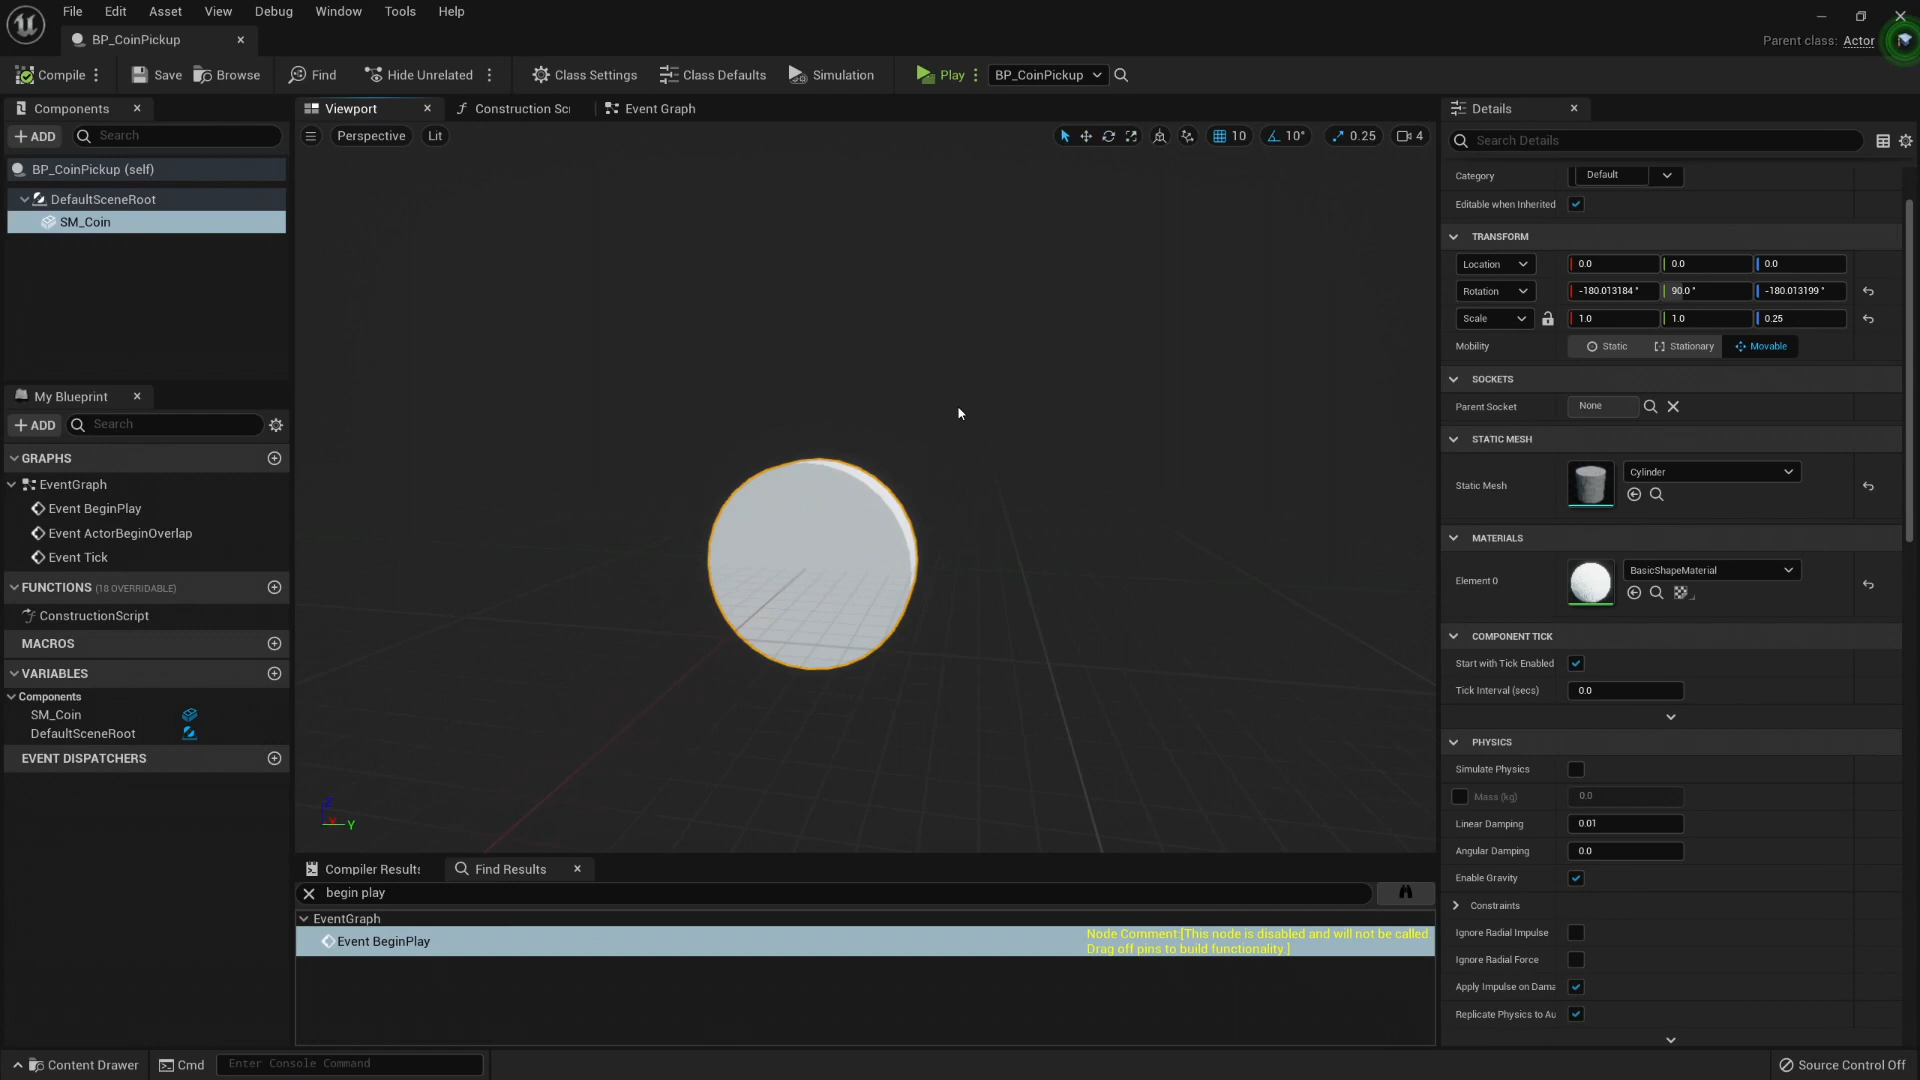 File Edit Asset View Debug Window Tools Help
BP_CoinPickup
Parent class: Actor
Compile Save Browse Find Hide Unrelated Class Settings Class Defaults Simulation Play BP_CoinPickup
Components
Viewport Construction Scr Event Graph
Details
ADD Search
Perspective Lit 10 10° 0.25 4
Search Details
BP_CoinPickup (self)
DefaultSceneRoot
SM_Coin
Category Default
Editable when Inherited
TRANSFORM
Location 0.0 0.0 0.0
Rotation -180.013184 ° 90.0 ° -180.013199 °
Scale 1.0 1.0 0.25
Mobility Static Stationary Movable
SOCKETS
Parent Socket None
STATIC MESH
Static Mesh Cylinder
MATERIALS
Element 0 BasicShapeMaterial
COMPONENT TICK
Start with Tick Enabled
Tick Interval (secs) 0.0
PHYSICS
Simulate Physics
Mass (kg) 0.0
Linear Damping 0.01
Angular Damping 0.0
Enable Gravity
Constraints
Ignore Radial Impulse
Ignore Radial Force
Apply Impulse on Dama
Replicate Physics to Au
My Blueprint
ADD Search
GRAPHS
EventGraph
Event BeginPlay
Event ActorBeginOverlap
Event Tick
FUNCTIONS (18 OVERRIDABLE)
ConstructionScript
MACROS
VARIABLES
Components
SM_Coin
DefaultSceneRoot
EVENT DISPATCHERS
Z
X
Y
Compiler Results Find Results
begin play
EventGraph
Event BeginPlay
Node Comment:[This node is disabled and will not be called.
Drag off pins to build functionality.]
Content Drawer Cmd Enter Console Command
Source Control Off